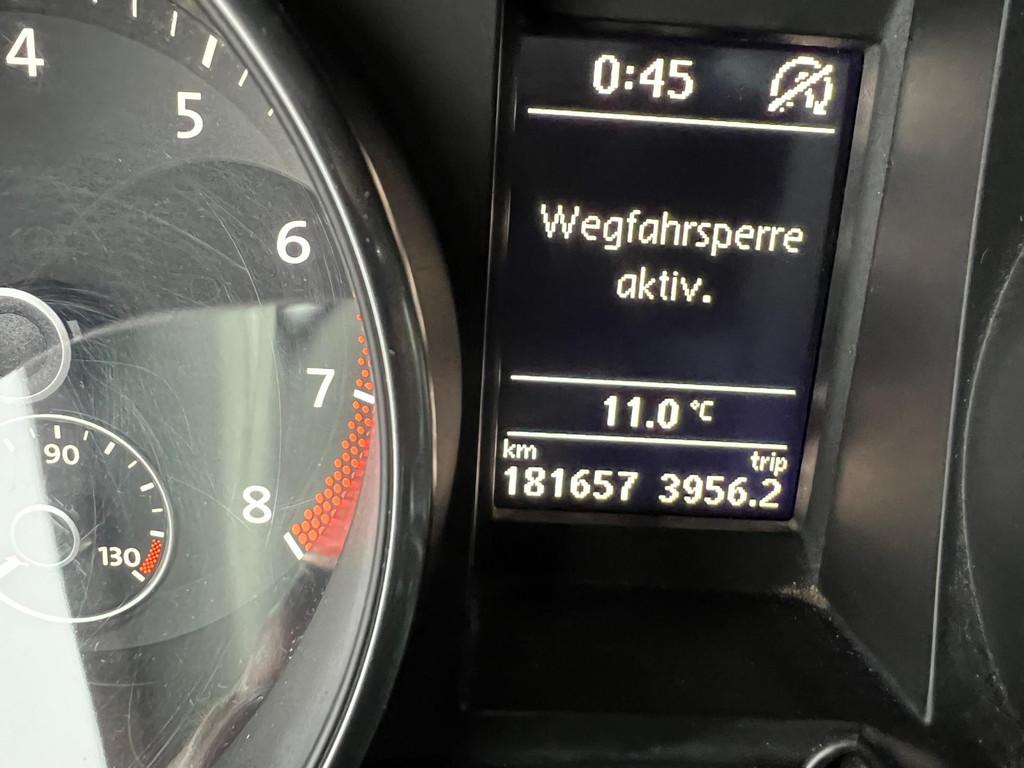 4
5
6
7
8
90
130
0:45
Wegfahrsperre
aktiv.
11.0 °C
km trip
181657 3956.2